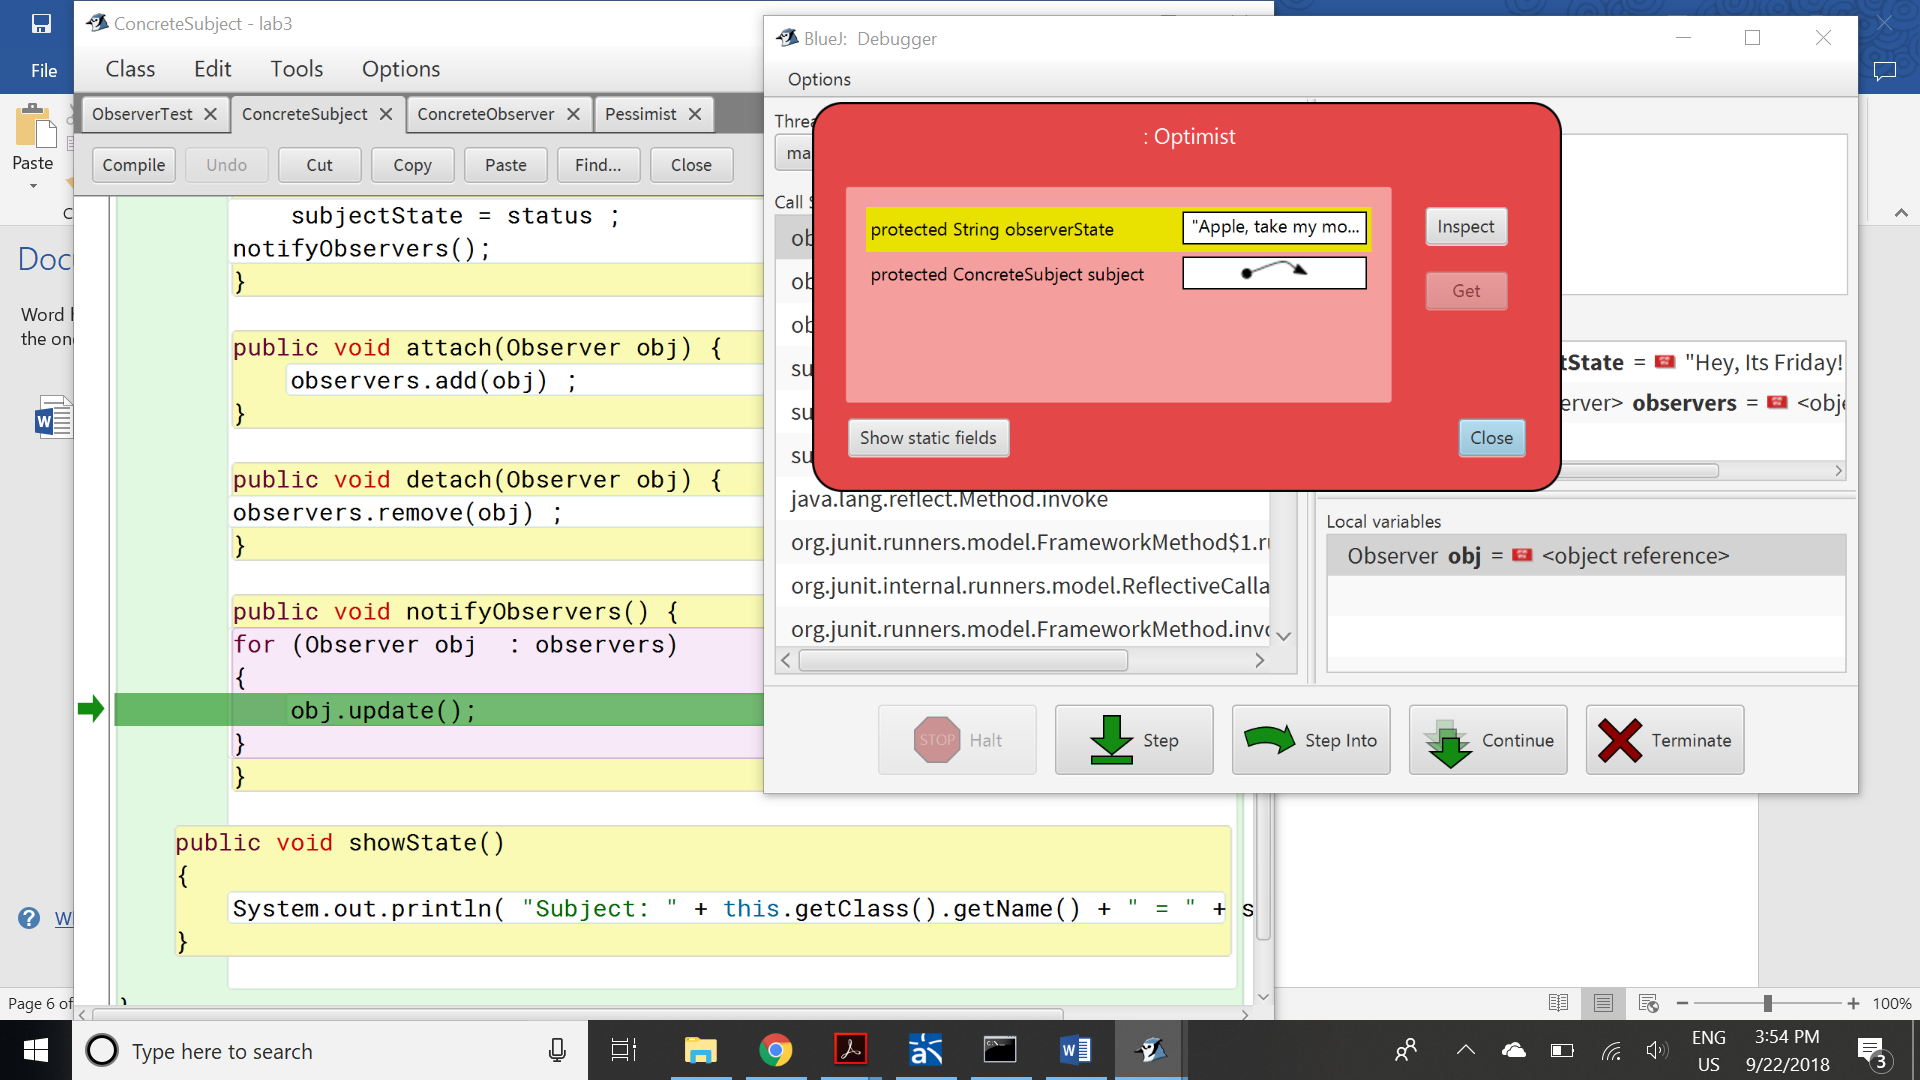 File
Paste
Docu
Word h
the one
Page 6 of
ConcreteSubject - lab3
Class Edit Tools Options
ObserverTest ConcreteSubject ConcreteObserver Pessimist
Compile Undo Cut Copy Paste Find... Close
subjectState = status ;
notifyObservers();
}
public void attach(Observer obj) {
observers.add(obj) ;
}
public void detach(Observer obj) {
observers.remove(obj) ;
}
public void notifyObservers() {
for (Observer obj : observers)
{
obj.update();
}
}
public void showState()
{
System.out.println( "Subject: " + this.getClass().getName() + " = " + s
}
BlueJ: Debugger
Options
Threa
ma
Call S
ob
ob
ob
su
su
su
java.lang.reflect.Method.invoke
org.junit.runners.model.FrameworkMethod$1.ru
org.junit.internal.runners.model.ReflectiveCalla
org.junit.runners.model.FrameworkMethod.invo
: Optimist
protected String observerState "Apple, take my mo...
protected ConcreteSubject subject
Inspect
Get
Show static fields
Close
tState = "Hey, Its Friday!
erver> observers = <obje
Local variables
Observer obj = <object reference>
STOP Halt Step Step Into Continue Terminate
100%
Type here to search
ENG
US
3:54 PM
9/22/2018
3